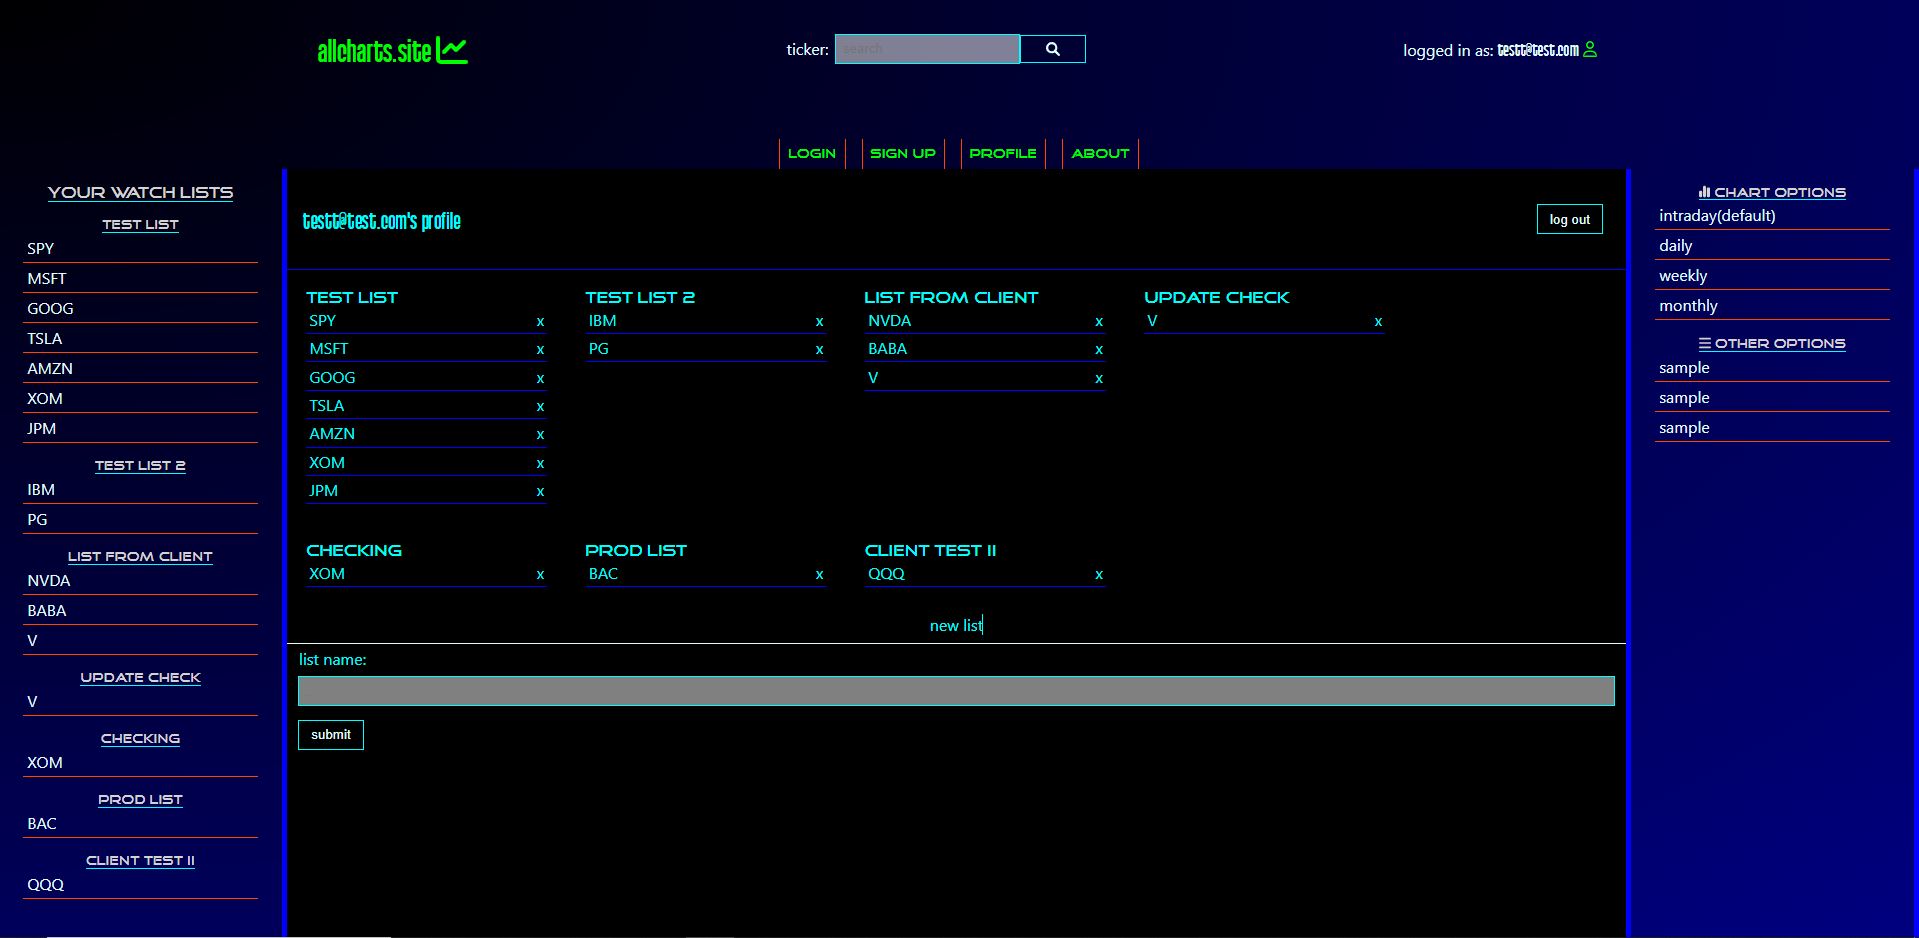 allcharts.site
ticker: search
logged in as: testt@test.com
LOGIN
SIGN UP
PROFILE
ABOUT
YOUR WATCH LISTS
TEST LIST
SPY
MSFT
GOOG
TSLA
AMZN
XOM
JPM
TEST LIST 2
IBM
PG
LIST FROM CLIENT
NVDA
BABA
V
UPDATE CHECK
V
CHECKING
XOM
PROD LIST
BAC
CLIENT TEST II
QQQ
testt@test.com's profile
log out
TEST LIST
SPY x
MSFT x
GOOG x
TSLA x
AMZN x
XOM x
JPM x
TEST LIST 2
IBM x
PG x
LIST FROM CLIENT
NVDA x
BABA x
V x
UPDATE CHECK
V x
CHECKING
XOM x
PROD LIST
BAC x
CLIENT TEST II
QQQ x
new list
list name:
submit
CHART OPTIONS
intraday(default)
daily
weekly
monthly
OTHER OPTIONS
sample
sample
sample